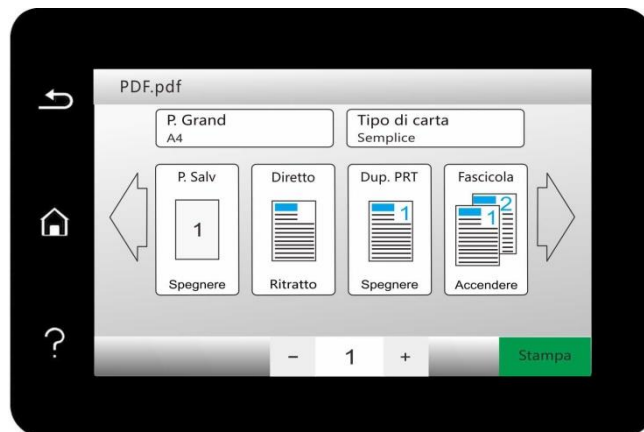 PDF.pdf
P. Grand
A4
Tipo di carta
Semplice
P. Salv
1
Spegnere
Diretto
Ritratto
Dup. PRT
1
Spegnere
Fascicola
1
2
Accendere
?
− 1 +
Stampa